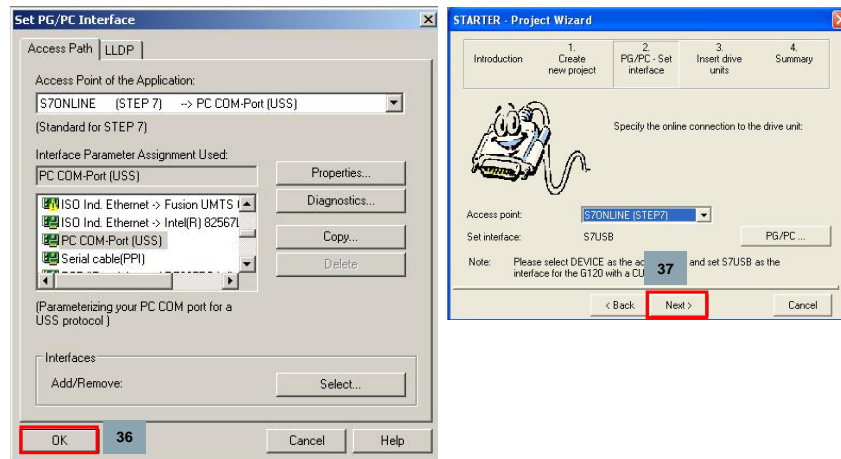 Set PG/PC Interface
Access Path
LLDP
Access Point of the Application:
S7ONLINE (STEP 7) --> PC COM-Port (USS)
(Standard for STEP 7)
Interface Parameter Assignment Used:
PC COM-Port (USS)
Properties...
ISO Ind. Ethernet -> Fusion UMTS
Diagnostics...
ISO Ind. Ethernet -> Intel(R) 82567L
PC COM-Port (USS)
Copy...
Serial cable(PPI)
Delete
(Parameterizing your PC COM port for a
USS protocol )
Interfaces
Add/Remove:
Select...
OK
36
Cancel
Help
STARTER - Project Wizard
Introduction
1.
Create
new project
2.
PG/PC - Set
interface
3.
Insert drive
units
4.
Summary
Specify the online connection to the drive unit:
Access point:
S7ONLINE (STEP7)
Set interface:
S7USB
PG/PC ...
Note: Please select DEVICE as the ac and set S7USB as the
interface for the G120 with a CU
37
< Back
Next >
Cancel